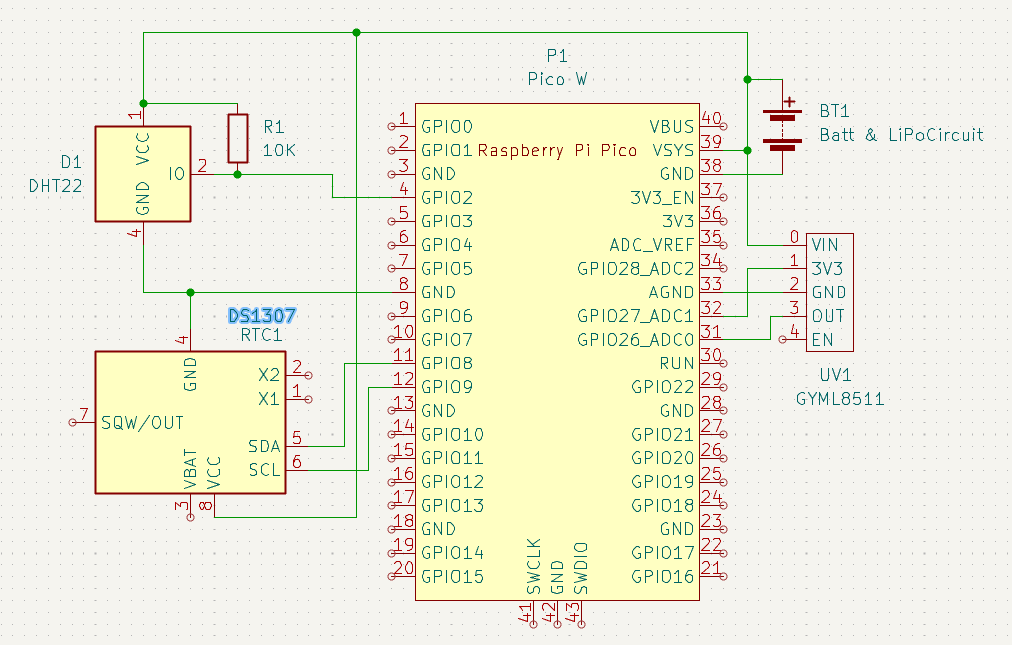 P1
Pico W
Raspberry Pi Pico
1 GPIO0
2 GPIO1
3 GND
4 GPIO2
5 GPIO3
6 GPIO4
7 GPIO5
8 GND
9 GPIO6
10 GPIO7
11 GPIO8
12 GPIO9
13 GND
14 GPIO10
15 GPIO11
16 GPIO12
17 GPIO13
18 GND
19 GPIO14
20 GPIO15
VBUS 40
VSYS 39
GND 38
3V3_EN 37
3V3 36
ADC_VREF 35
GPIO28_ADC2 34
AGND 33
GPIO27_ADC1 32
GPIO26_ADC0 31
RUN 30
GPIO22 29
GND 28
GPIO21 27
GPIO20 26
GPIO19 25
GPIO18 24
GND 23
GPIO17 22
GPIO16 21
SWCLK 41
GND 42
SWDIO 43
D1
DHT22
1 VCC
IO 2
GND 4
R1
10K
DS1307
RTC1
4 GND
X2 2
X1 1
7 SQW/OUT
SDA 5
SCL 6
VBAT 3
VCC 8
+
BT1
Batt & LiPoCircuit
0 VIN
1 3V3
2 GND
3 OUT
4 EN
UV1
GYML8511